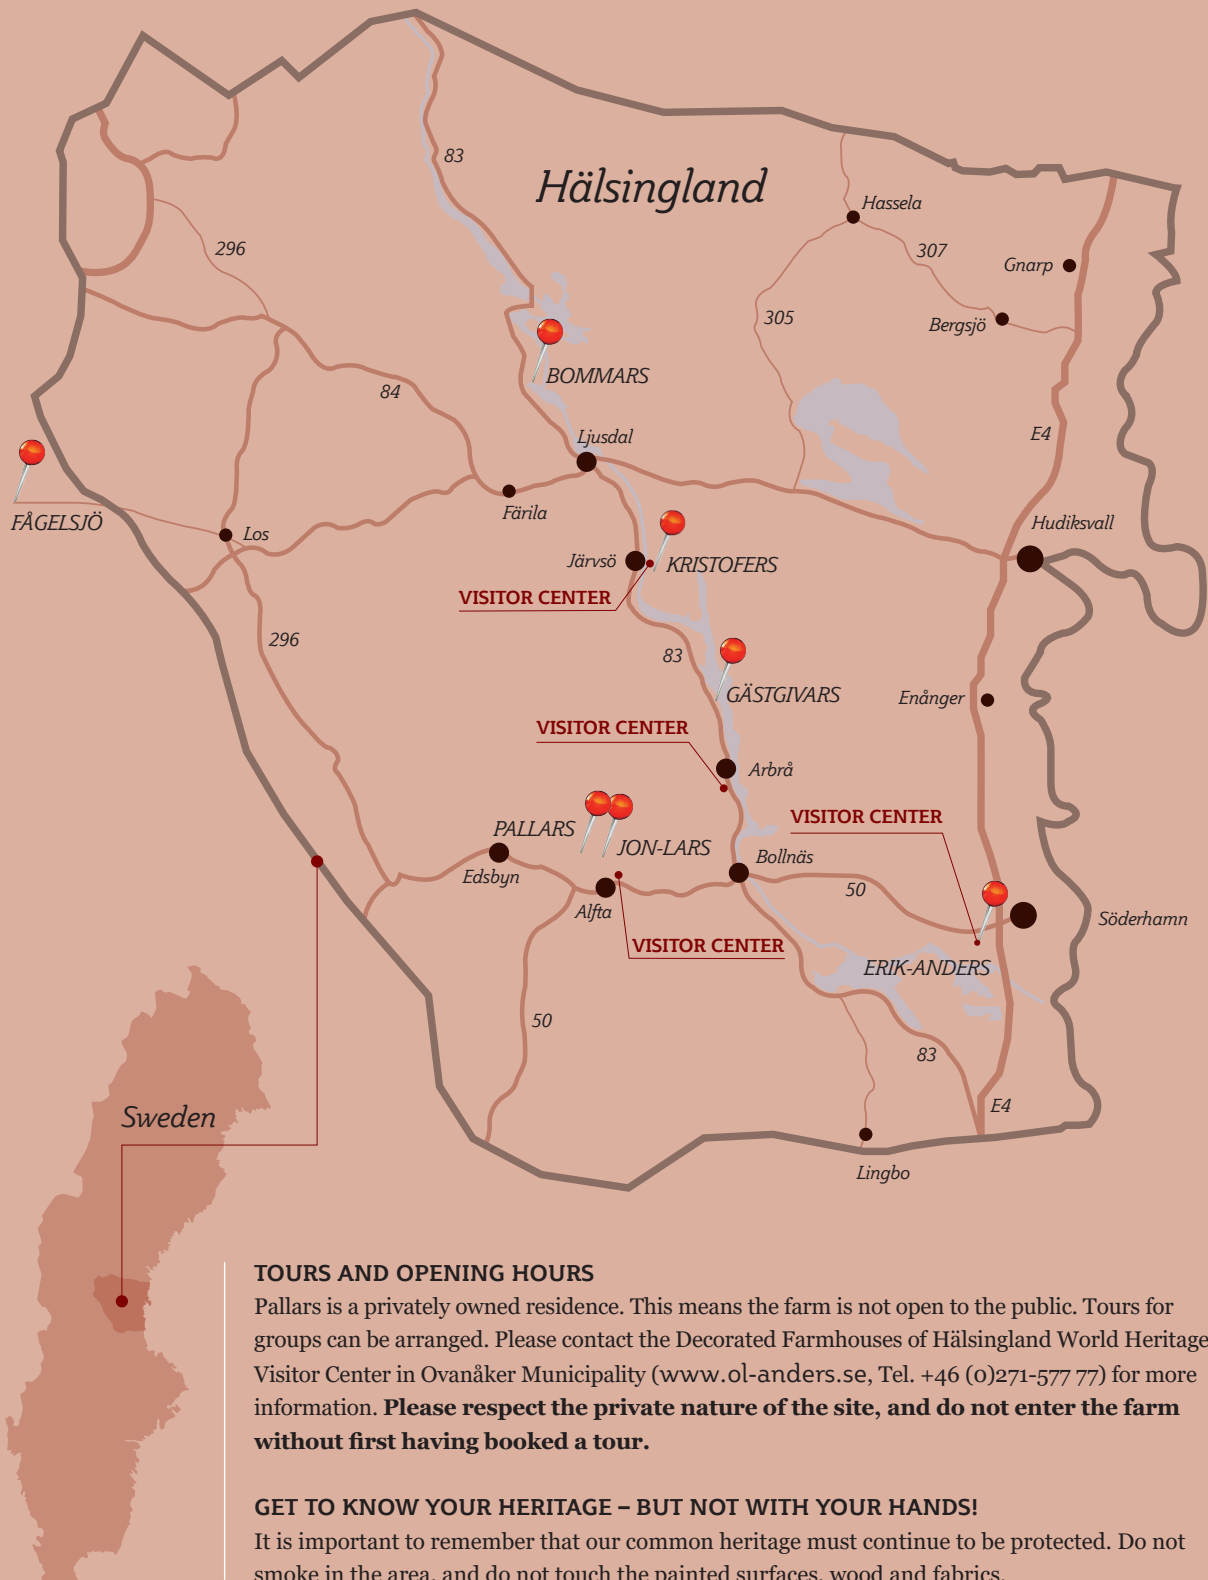 83
Hälsingland
Hassela
296
307
Gnarp
305
Bergsjö
BOMMARS
84
E4
Ljusdal
FÅGELSJÖ
Färila
Hudiksvall
Los
Järvsö
KRISTOFERS
VISITOR CENTER
296
83
GÄSTGIVARS
Enånger
VISITOR CENTER
Arbrå
VISITOR CENTER
PALLARS
JON-LARS
Bollnäs
Edsbyn
50
Alfta
Söderhamn
VISITOR CENTER
ERIK-ANDERS
50
83
E4
Sweden
Lingbo
TOURS AND OPENING HOURS
Pallars is a privately owned residence. This means the farm is not open to the public. Tours for
groups can be arranged. Please contact the Decorated Farmhouses of Hälsingland World Heritage
Visitor Center in Ovanåker Municipality (www.ol-anders.se, Tel. +46 (0)271-577 77) for more
information. Please respect the private nature of the site, and do not enter the farm
without first having booked a tour.
GET TO KNOW YOUR HERITAGE – BUT NOT WITH YOUR HANDS!
It is important to remember that our common heritage must continue to be protected. Do not
smoke in the area, and do not touch the painted surfaces, wood and fabrics.